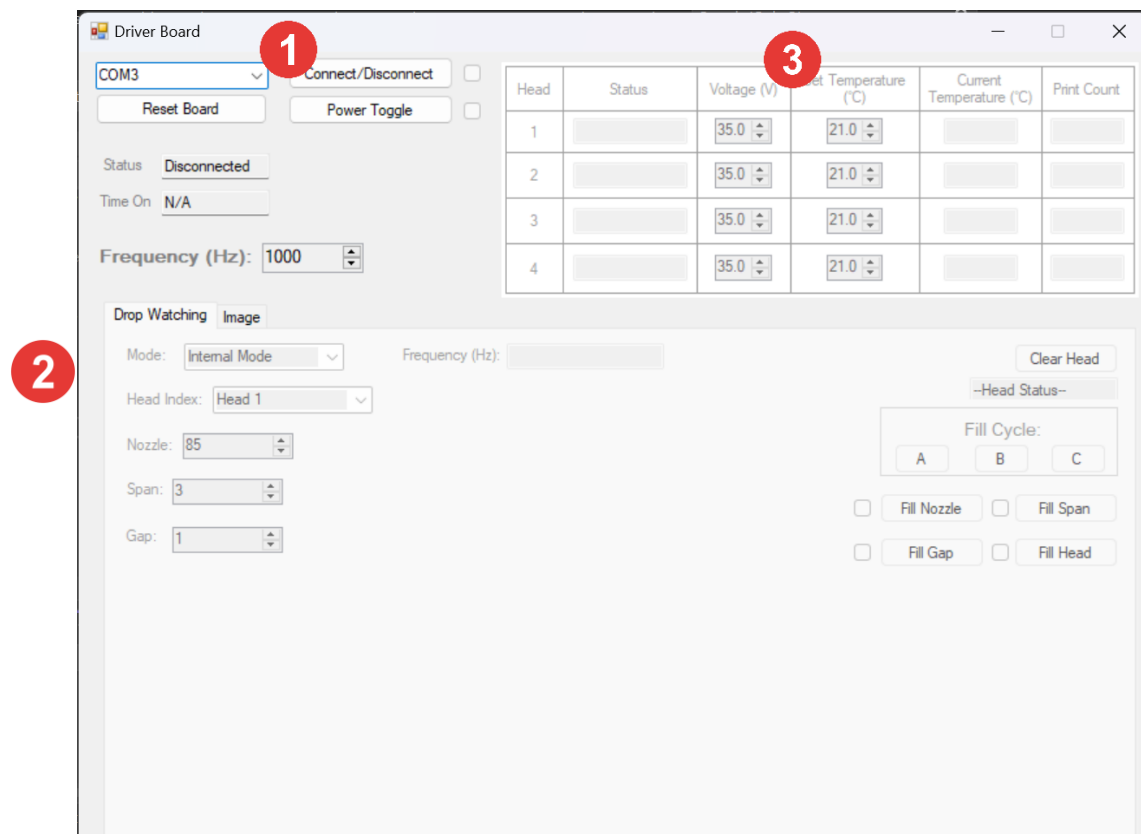 Driver Board
1
3
2
COM3
Connect/Disconnect
Reset Board
Power Toggle
Status Disconnected
Time On N/A
Frequency (Hz): 1000
Head Status Voltage (V) Temperature (°C) Current Temperature (°C) Print Count
1 35.0 21.0
2 35.0 21.0
3 35.0 21.0
4 35.0 21.0
Drop Watching Image
Mode: Internal Mode
Frequency (Hz):
Clear Head
Head Index: Head 1
--Head Status--
Nozzle: 85
Fill Cycle:
A B C
Span: 3
Fill Nozzle Fill Span
Gap: 1
Fill Gap Fill Head